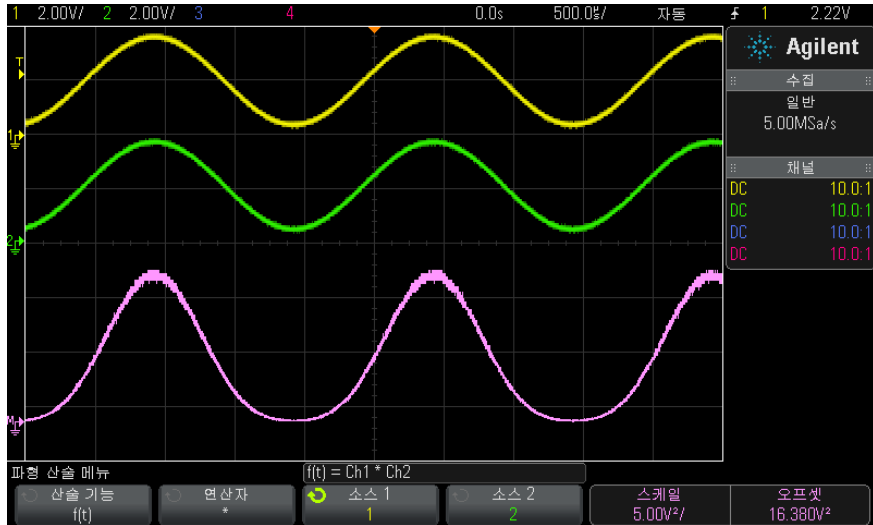 1 2.00V/ 2 2.00V/ 3 4 0.0s 500.0㎲/ 자동 1 2.22V
Agilent
수집
일반
5.00MSa/s
채널
DC 10.0:1
DC 10.0:1
DC 10.0:1
DC 10.0:1
T
1
2
M
파형 산술 메뉴 f(t) = Ch1 * Ch2
산술 기능 연산자 소스 1 소스 2 스케일 오프셋
f(t) * 1 2 5.00V²/ 16.380V²